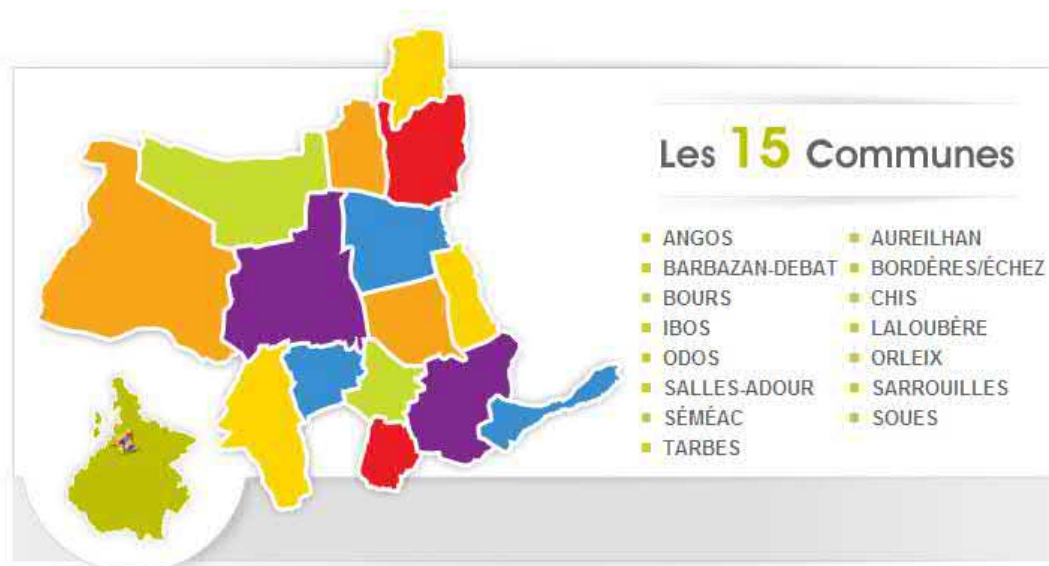 Les 15 Communes
ANGOS
BARBAZAN-DEBAT
BOURS
IBOS
ODOS
SALLES-ADOUR
SÉMÉAC
TARBES
AUREILHAN
BORDÈRES/ÉCHEZ
CHIS
LALOUBÈRE
ORLEIX
SARROUILLES
SOUES